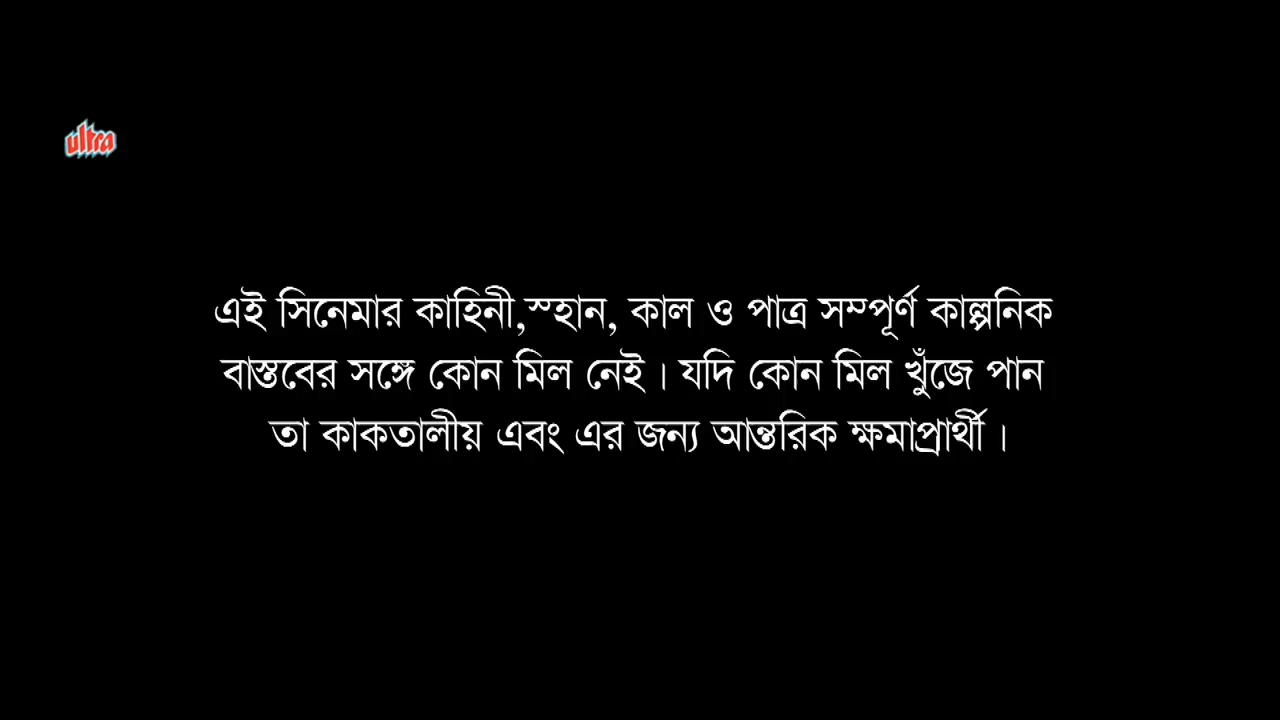 ultra
এই সিনেমার কাহিনী,স্হান, কাল ও পাত্র সম্পূর্ণ কাল্পনিক
বাস্তবের সঙ্গে কোন মিল নেই । যদি কোন মিল খুঁজে পান
তা কাকতালীয় এবং এর জন্য আন্তরিক ক্ষমাপ্রার্থী ।